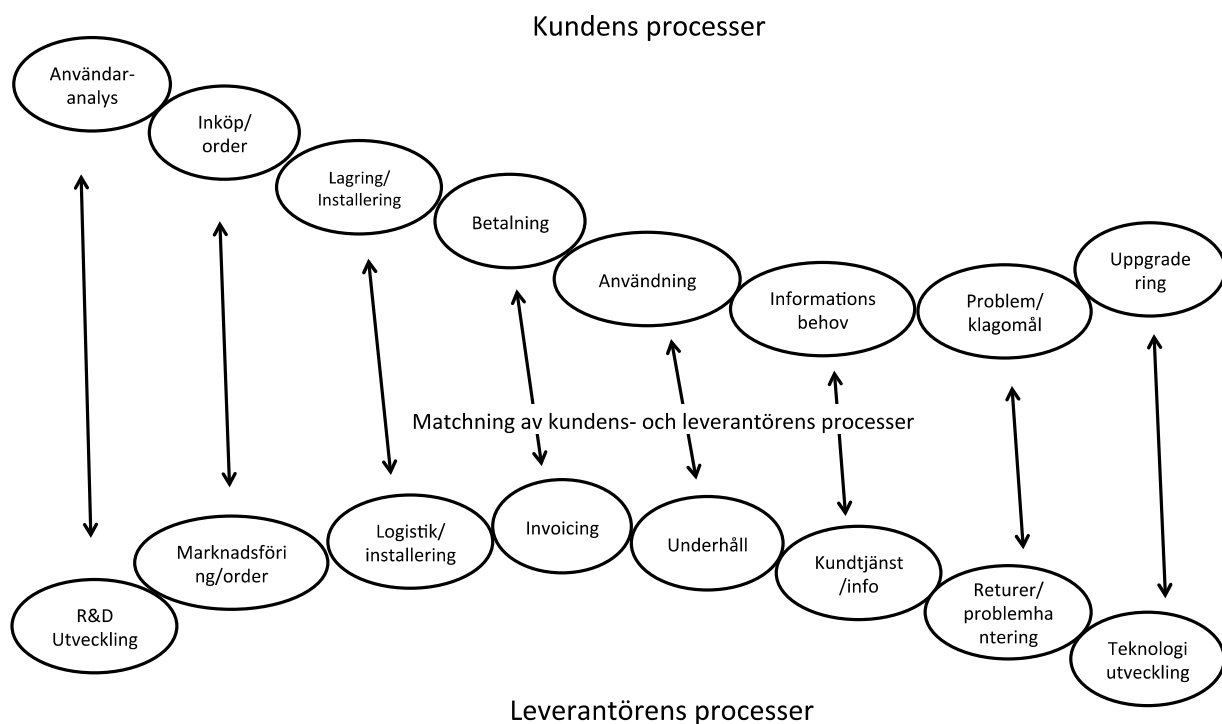 Kundens processer
Användar-
analys
Inköp/
order
Lagring/
Installering
Betalning
Användning
Informations
behov
Problem/
klagomål
Uppgrade
ring
Matchning av kundens- och leverantörens processer
R&D
Utveckling
Marknadsföri
ng/order
Logistik/
installering
Invoicing
Underhåll
Kundtjänst
/info
Returer/
problemha
ntering
Teknologi
utveckling
Leverantörens processer